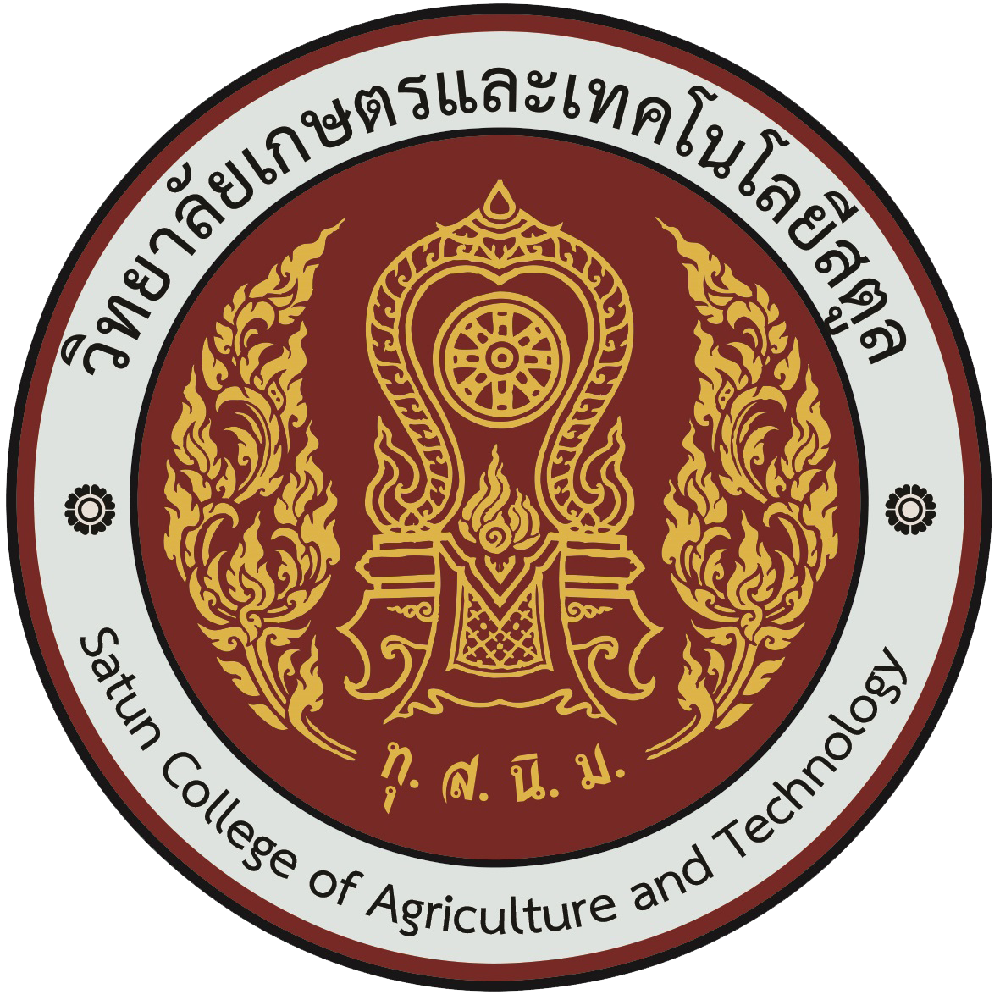 วิทยาลัยเกษตรและเทคโนโลยีสตูล
ทุ. ส. นิ. ม.
Satun College of Agriculture and Technology